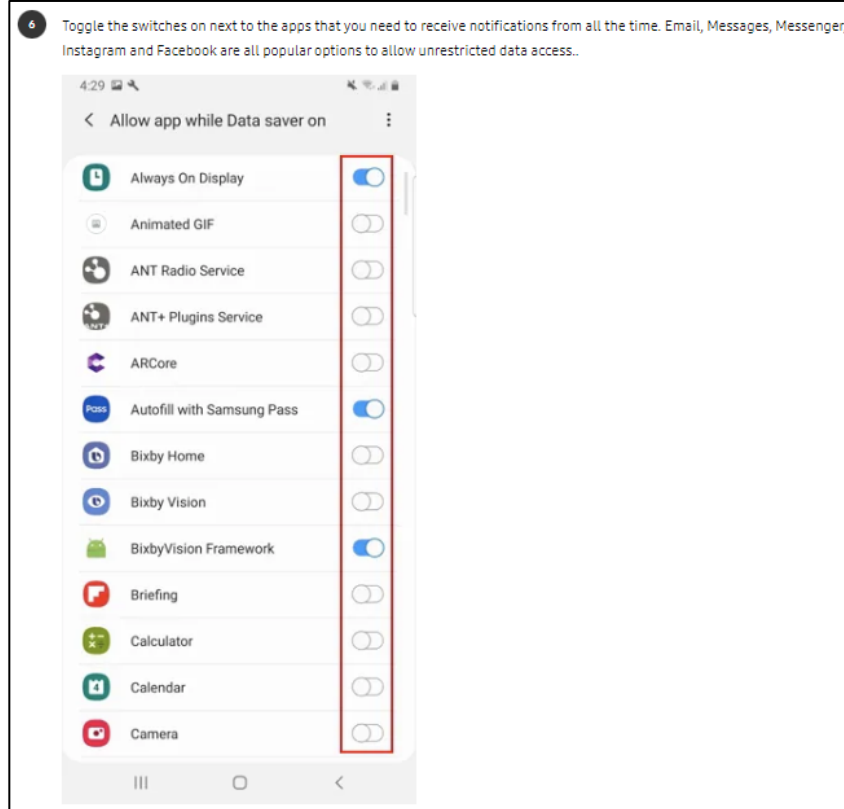 6
Toggle the switches on next to the apps that you need to receive notifications from all the time. Email, Messages, Messenger,
Instagram and Facebook are all popular options to allow unrestricted data access..
4:29
Allow app while Data saver on
Always On Display
Animated GIF
ANT Radio Service
ANT+ Plugins Service
ARCore
Pass
Autofill with Samsung Pass
Bixby Home
Bixby Vision
BixbyVision Framework
Briefing
Calculator
4
Calendar
Camera